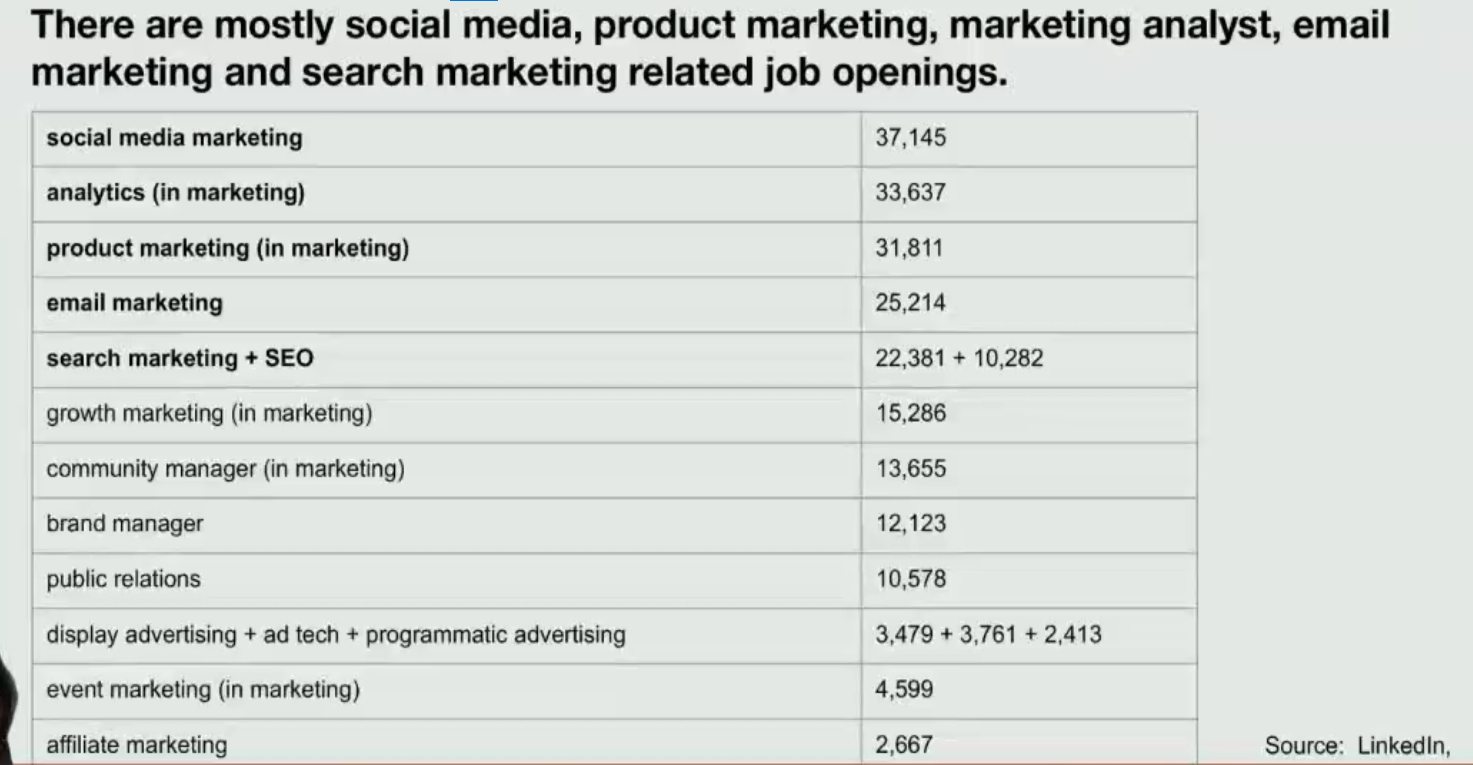 There are mostly social media, product marketing, marketing analyst, email
marketing and search marketing related job openings.
social media marketing 37,145
analytics (in marketing) 33,637
product marketing (in marketing) 31,811
email marketing 25,214
search marketing + SEO 22,381 + 10,282
growth marketing (in marketing) 15,286
community manager (in marketing) 13,655
brand manager 12,123
public relations 10,578
display advertising + ad tech + programmatic advertising 3,479 + 3,761 + 2,413
event marketing (in marketing) 4,599
affiliate marketing 2,667
Source: LinkedIn,